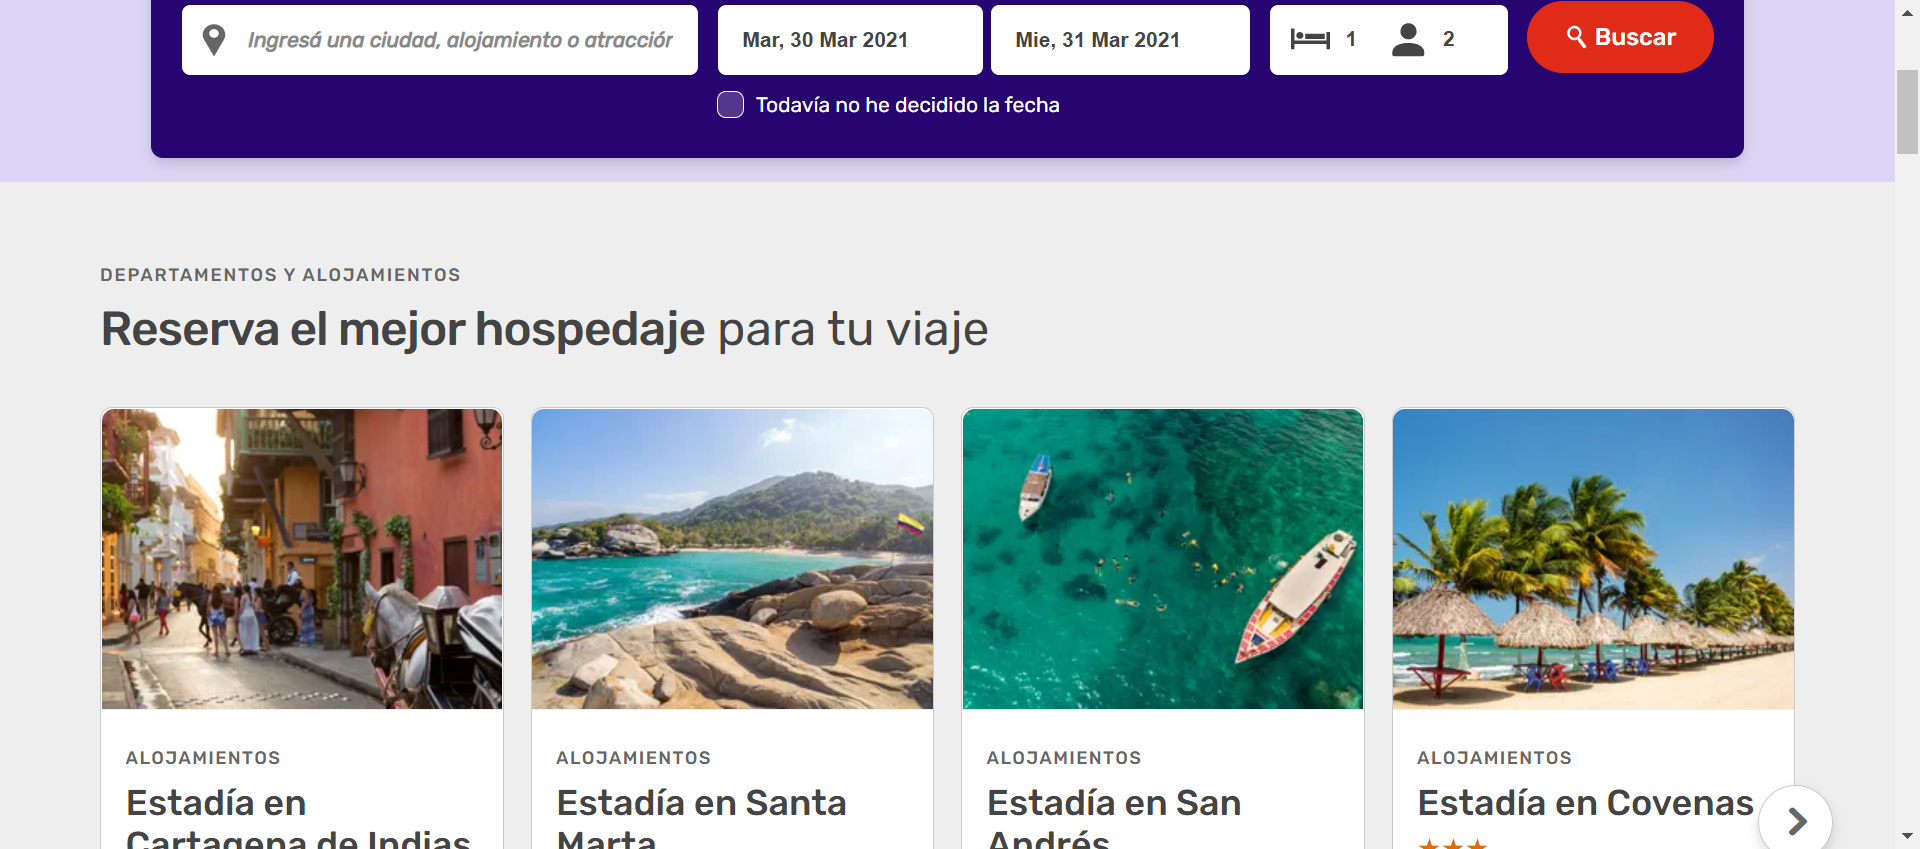 Ingresá una ciudad, alojamiento o atracción
Mar, 30 Mar 2021
Mie, 31 Mar 2021
1
2
Buscar
Todavía no he decidido la fecha
DEPARTAMENTOS Y ALOJAMIENTOS
Reserva el mejor hospedaje para tu viaje
ALOJAMIENTOS
Estadía en
Cartagena de Indias
ALOJAMIENTOS
Estadía en Santa
Marta
ALOJAMIENTOS
Estadía en San
Andrés
ALOJAMIENTOS
Estadía en Covenas